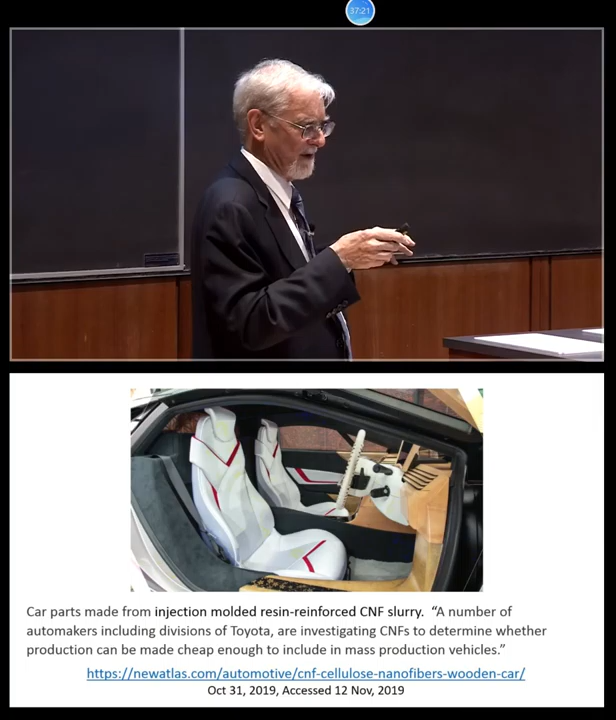 37:21
Car parts made from injection molded resin-reinforced CNF slurry. “A number of
automakers including divisions of Toyota, are investigating CNFs to determine whether
production can be made cheap enough to include in mass production vehicles.”
https://newatlas.com/automotive/cnf-cellulose-nanofibers-wooden-car/
Oct 31, 2019, Accessed 12 Nov, 2019